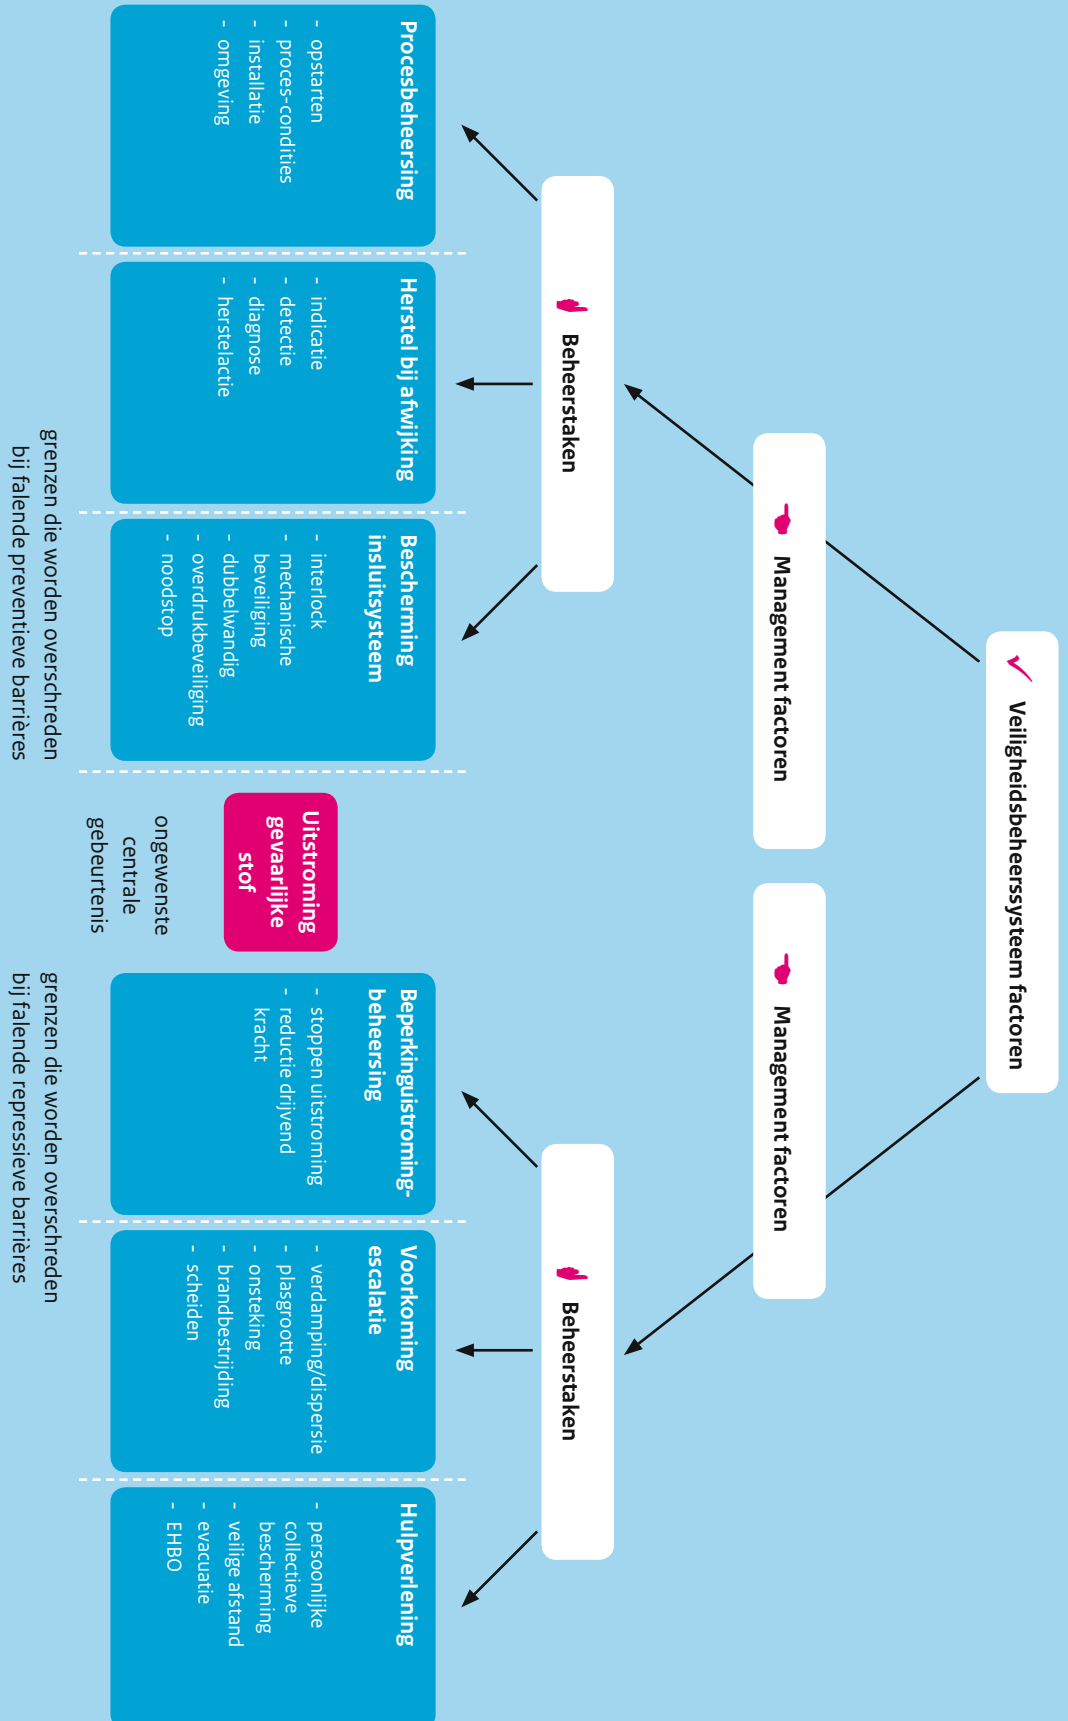 Veiligheidsbeheerssysteem factoren
Management factoren
Management factoren
Beheerstaken
Beheerstaken
Procesbeheersing
- opstarten
- proces-condities
- installatie
- omgeving
Herstel bij afwijking
- indicatie
- detectie
- diagnose
- herstelactie
Bescherming
insluitsysteem
- interlock
- mechanische
beveiliging
- dubbelwandig
- overdrukbeveiliging
- noodstop
Uitstroming
gevaarlijke
stof
ongewenste
centrale
gebeurtenis
Beperkinguistroming-
beheersing
- stoppen uitstroming
- reductie drijvend
kracht
Voorkoming
escalatie
- verdamping/dispersie
- plasgrootte
- onsteking
- brandbestrijding
- scheiden
Hulpverlening
- persoonlijke
collectieve
bescherming
- veilige afstand
- evacuatie
- EHBO
grenzen die worden overschreden
bij falende preventieve barrières
grenzen die worden overschreden
bij falende repressieve barrières